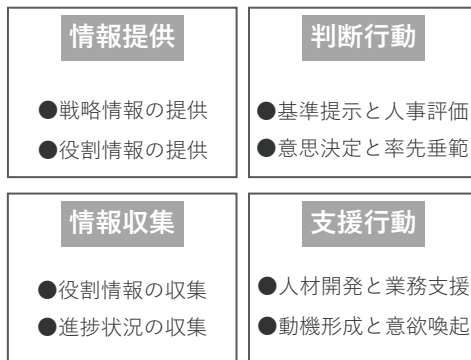 情報提供
●戦略情報の提供
●役割情報の提供
判断行動
●基準提示と人事評価
●意思決定と率先垂範
情報収集
●役割情報の収集
●進捗状況の収集
支援行動
●人材開発と業務支援
●動機形成と意欲喚起